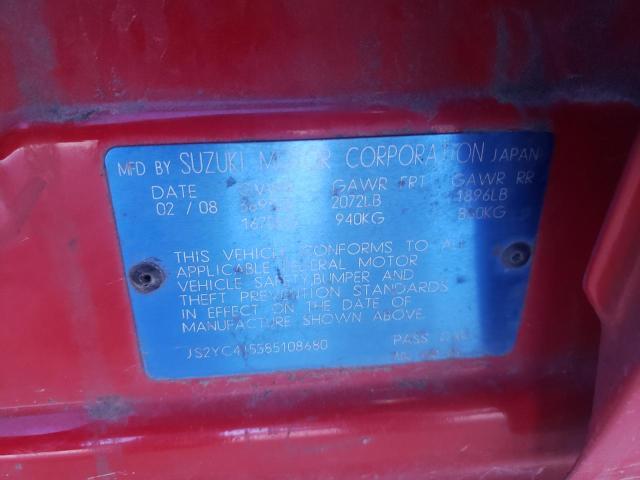 MFD BY SUZUKI MOTOR CORPORATION JAPAN
DATE GAWR FRT GAWR RR
02 / 08 2072LB 1896LB
940KG 860KG
THIS VEHICLE CONFORMS TO ALL
APPLICABLE FEDERAL MOTOR
VEHICLE SAFETY,BUMPER AND
THEFT PREVENTION STANDARDS
IN EFFECT ON THE DATE OF
MANUFACTURE SHOWN ABOVE.
PASS